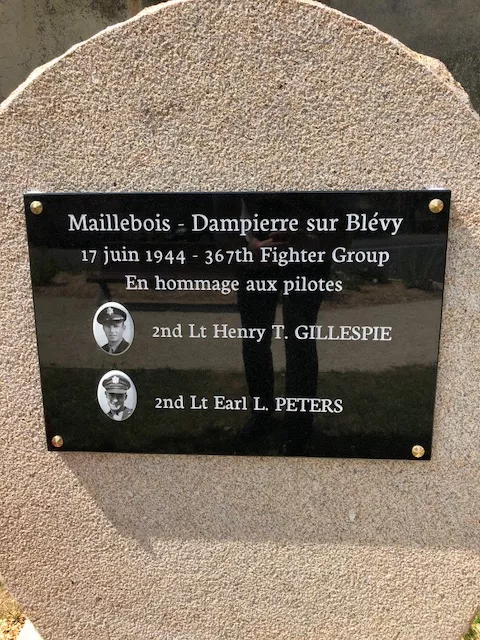 Maillebois - Dampierre sur Blévy
17 juin 1944 - 367th Fighter Group
En hommage aux pilotes
2nd Lt Henry T. GILLESPIE
2nd Lt Earl L. PETERS